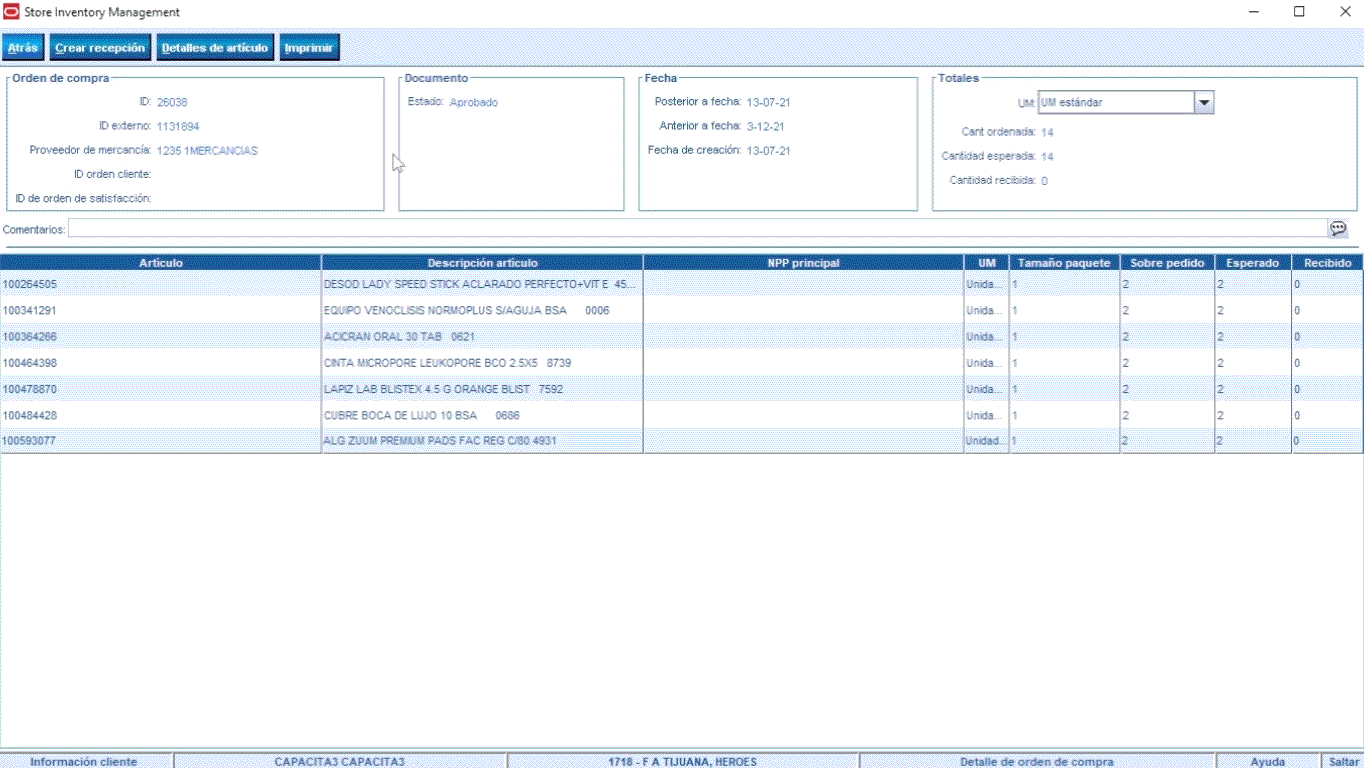 Store Inventory Management
Atrás Crear recepción Detalles de artículo Imprimir
Orden de compra
ID: 26038
ID externo: 1131894
Proveedor de mercancía: 1235 1MERCANCIAS
ID orden cliente:
ID de orden de satisfacción:
Documento
Estado: Aprobado
Fecha
Posterior a fecha: 13-07-21
Anterior a fecha: 3-12-21
Fecha de creación: 13-07-21
Totales
UM: UM estándar
Cant ordenada: 14
Cantidad esperada: 14
Cantidad recibida: 0
Comentarios:
Artículo Descripción artículo NPP principal UM Tamaño paquete Sobre pedido Esperado Recibido
100264505 DESOD LADY SPEED STICK ACLARADO PERFECTO+VIT E 45... Unida... 1 2 2 0
100341291 EQUIPO VENOCLISIS NORMOPLUS S/AGUJA BSA 0006 Unida... 1 2 2 0
100364266 ACICRAN ORAL 30 TAB 0621 Unida... 1 2 2 0
100464398 CINTA MICROPORE LEUKOPORE BCO 2.5X5 8739 Unida... 1 2 2 0
100478870 LAPIZ LAB BLISTEX 4.5 G ORANGE BLIST 7592 Unida... 1 2 2 0
100484428 CUBRE BOCA DE LUJO 10 BSA 0686 Unida... 1 2 2 0
100593077 ALG ZUUM PREMIUM PADS FAC REG C/80 4931 Unidad... 1 2 2 0
Información cliente CAPACITA3 CAPACITA3 1718 - F A TIJUANA, HEROES Detalle de orden de compra Ayuda Saltar